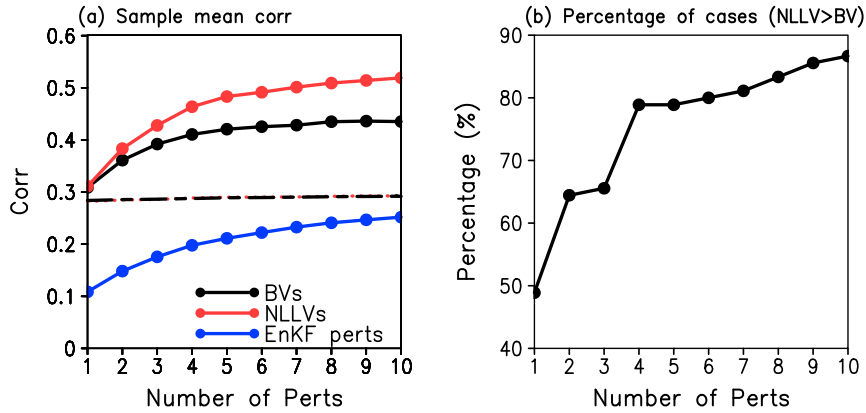 (a) Sample mean corr
0.6
0.5
0.4
0.3
0.2
0.1
0
Corr
BVs
NLLVs
EnKF perts
1 2 3 4 5 6 7 8 9 10
Number of Perts
(b) Percentage of cases (NLLV>BV)
90
80
70
60
50
40
Percentage (%)
1 2 3 4 5 6 7 8 9 10
Number of Perts